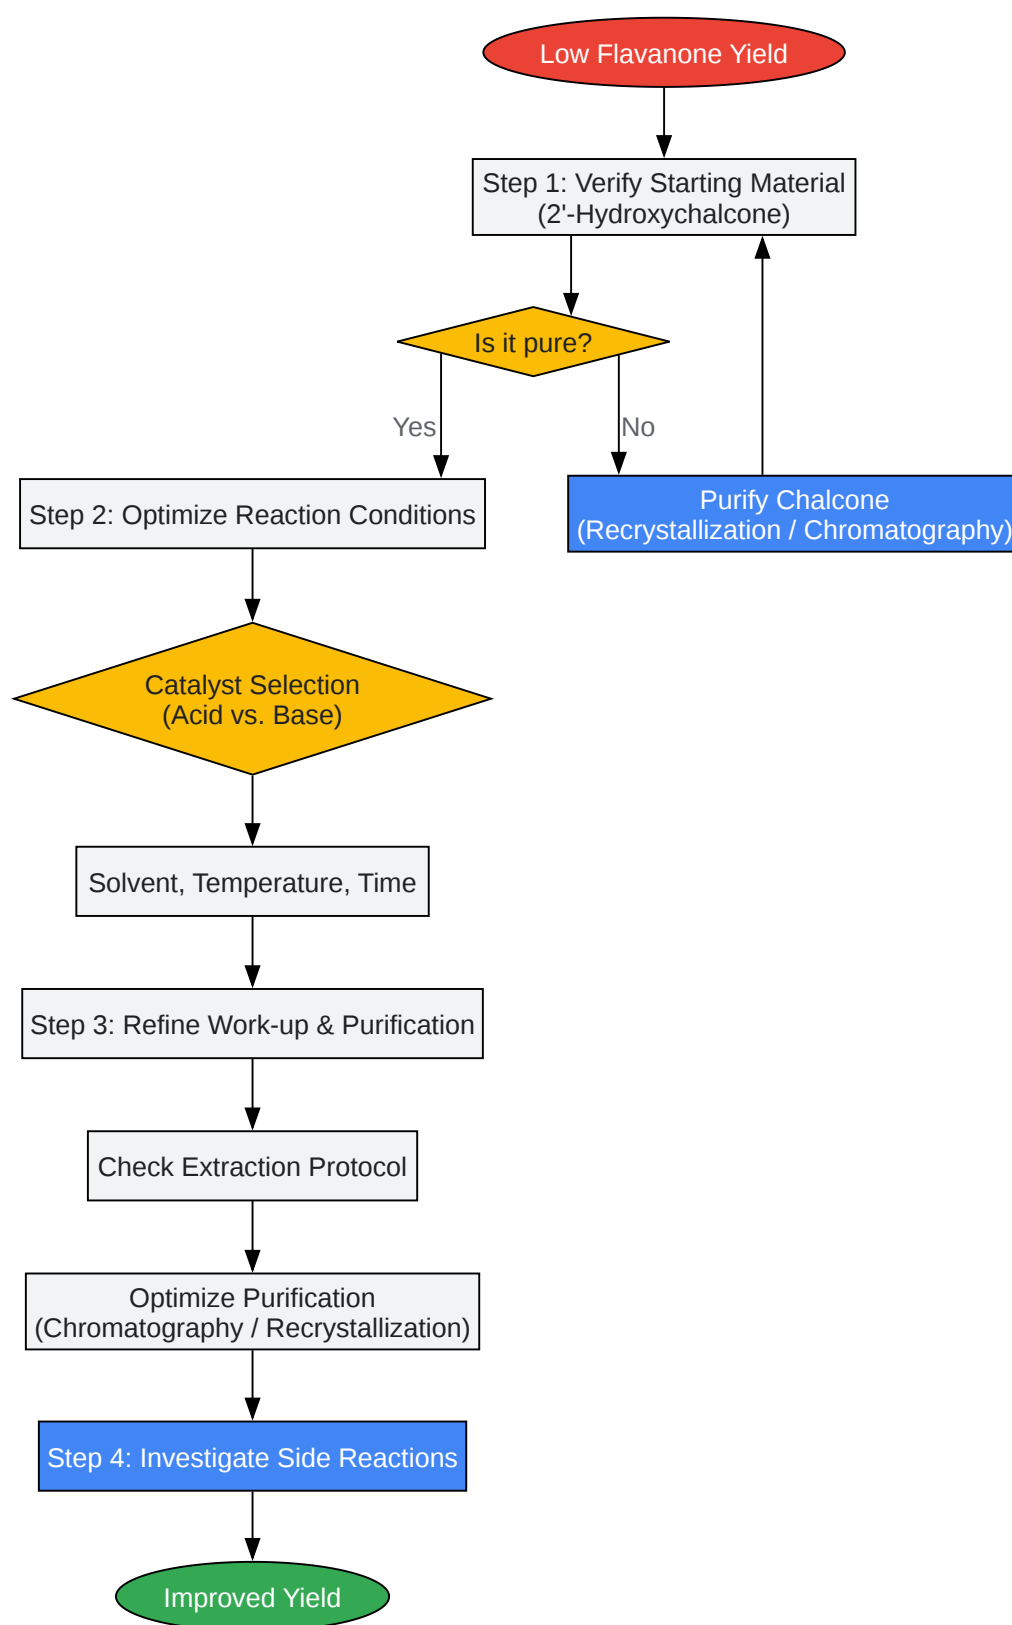 Low Flavanone Yield
Step 1: Verify Starting Material
(2'-Hydroxychalcone)
Is it pure?
Yes
No
Step 2: Optimize Reaction Conditions
Purify Chalcone
(Recrystallization / Chromatography)
Catalyst Selection
(Acid vs. Base)
Solvent, Temperature, Time
Step 3: Refine Work-up & Purification
Check Extraction Protocol
Optimize Purification
(Chromatography / Recrystallization)
Step 4: Investigate Side Reactions
Improved Yield